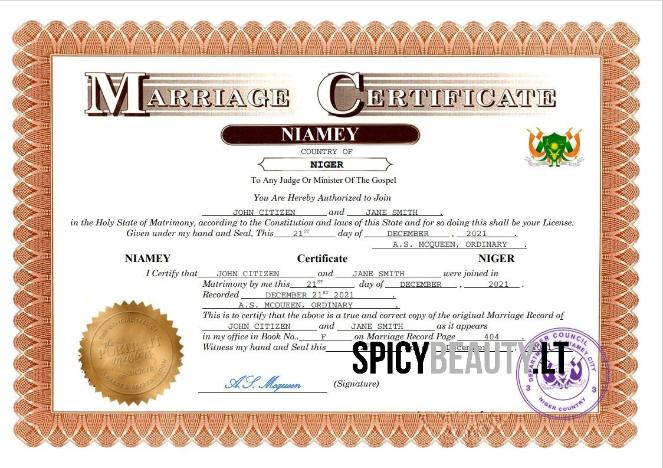 MARRIAGE CERTIFICATE
NIAMEY
COUNTRY OF
NIGER
To Any Judge Or Minister Of The Gospel
You Are Hereby Authorized to Join
JOHN CITIZEN and JANE SMITH ,
in the Holy State of Matrimony, according to the Constitution and laws of this State and for so doing this shall be your License.
Given under my hand and Seal, This 21ST day of DECEMBER , 2021 .
A.S. MCQUEEN, ORDINARY .
NIAMEY Certificate NIGER
I Certify that JOHN CITIZEN and JANE SMITH were joined in
Matrimony by me this 21ST day of DECEMBER , 2021 .
Recorded DECEMBER 21ST 2021 ,
A.S. MCQUEEN, ORDINARY .
This is to certify that the above is a true and correct copy of the original Marriage Record of
JOHN CITIZEN and JANE SMITH as it appears
in my office in Book No.. F on Marriage Record Page 404 .
Witness my hand and Seal this
SPICYBEAUTY.LT
A.S. Mcqueen (Signature)
COUNCIL
CITY
3 3
NIGER COUNTRY